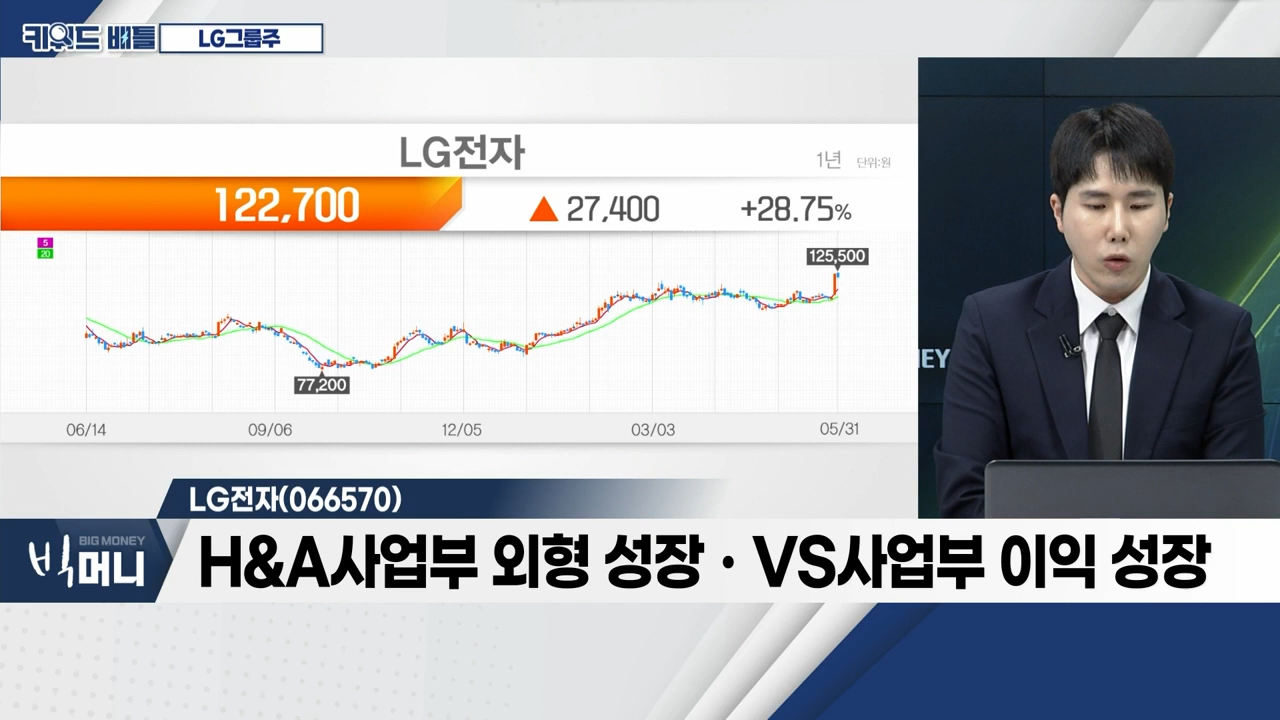 키워드 배틀
LG그룹주
LG전자
1년 단위:원
122,700
▲ 27,400
+28.75%
5
20
125,500
77,200
06/14
09/06
12/05
03/03
05/31
NEY
LG전자(066570)
BIG MONEY
빅머니
H&A사업부 외형 성장 · VS사업부 이익 성장